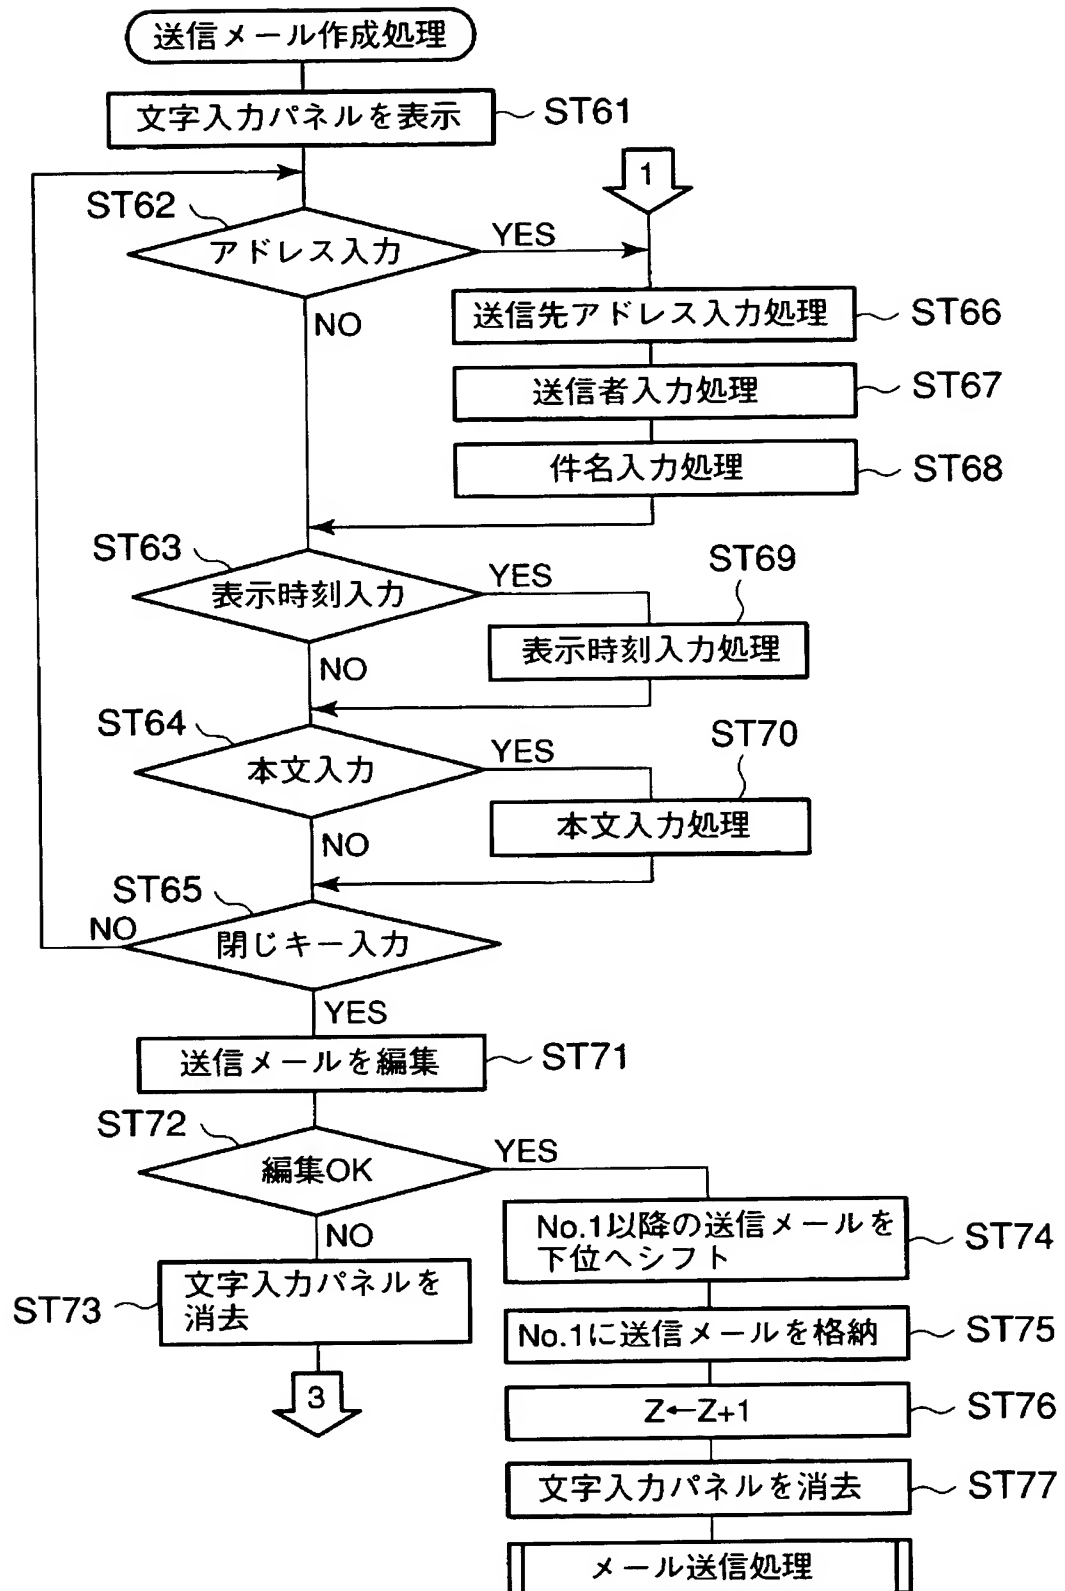 送信メール作成処理
文字入力パネルを表示
ST61
1
ST62
アドレス入力
YES
NO
送信先アドレス入力処理
ST66
送信者入力処理
ST67
件名入力処理
ST68
ST63
表示時刻入力
YES
NO
ST69
表示時刻入力処理
ST64
本文入力
YES
NO
ST70
本文入力処理
ST65
NO
閉じキー入力
YES
送信メールを編集
ST71
ST72
編集OK
YES
NO
ST73
文字入力パネルを
消去
3
No.1以降の送信メールを
下位へシフト
ST74
No.1に送信メールを格納
ST75
Z←Z+1
ST76
文字入力パネルを消去
ST77
メール送信処理